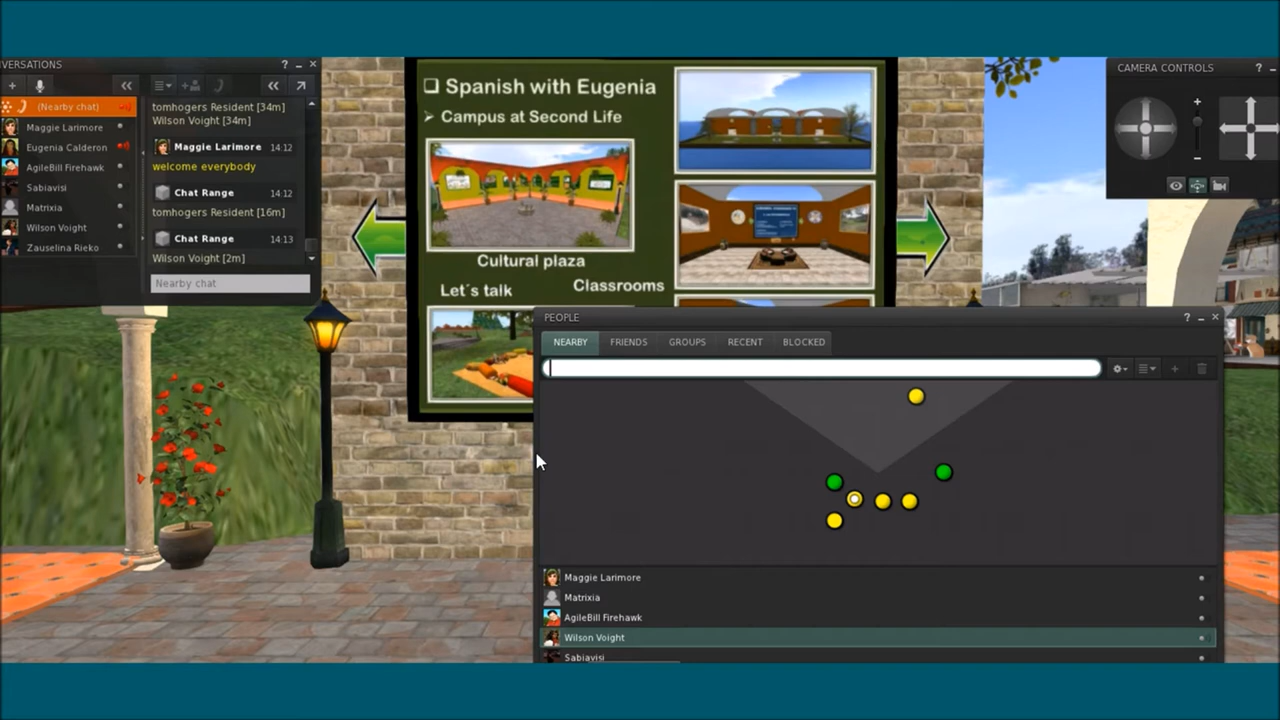 VERSATIONS
? _ ×
(Nearby chat)
Maggie Larimore
Eugenia Calderon
AgileBill Firehawk
Sabiavisi
Matrixia
Wilson Voight
Zauselina Rieko
tomhogers Resident [34m]
Wilson Voight [34m]
Maggie Larimore 14:12
welcome everybody
Chat Range 14:12
tomhogers Resident [16m]
Chat Range 14:13
Wilson Voight [2m]
Nearby chat
Spanish with Eugenia
Campus at Second Life
Cultural plaza
Let´s talk
Classrooms
CAMERA CONTROLS ? _
PEOPLE ? _ ×
NEARBY FRIENDS GROUPS RECENT BLOCKED
Maggie Larimore
Matrixia
AgileBill Firehawk
Wilson Voight
Sabiavisi